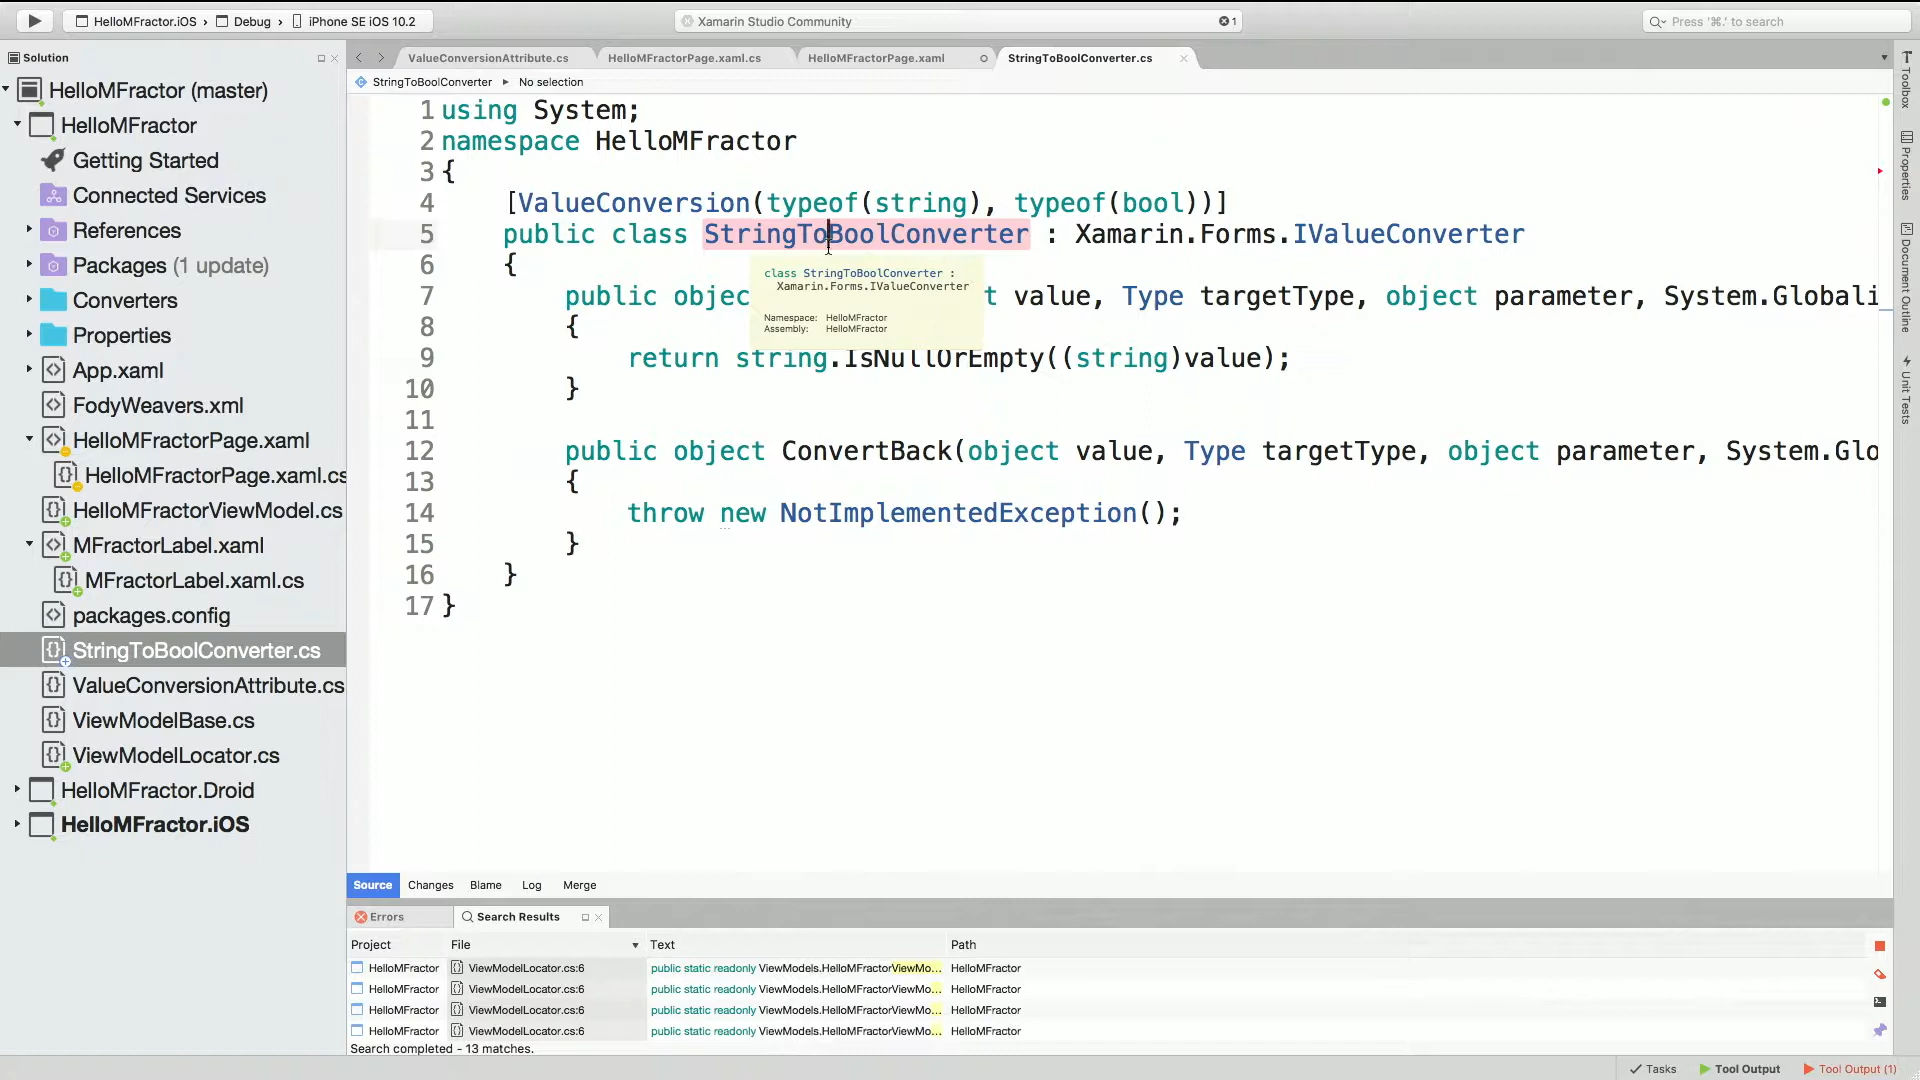 HelloMFractor.iOS › Debug › iPhone SE iOS 10.2
Xamarin Studio Community
1
Press '⌘.' to search
Solution
HelloMFractor (master)
HelloMFractor
Getting Started
Connected Services
References
Packages (1 update)
Converters
Properties
App.xaml
FodyWeavers.xml
HelloMFractorPage.xaml
HelloMFractorPage.xaml.cs
HelloMFractorViewModel.cs
MFractorLabel.xaml
MFractorLabel.xaml.cs
packages.config
StringToBoolConverter.cs
ValueConversionAttribute.cs
ViewModelBase.cs
ViewModelLocator.cs
HelloMFractor.Droid
HelloMFractor.iOS
ValueConversionAttribute.cs
HelloMFractorPage.xaml.cs
HelloMFractorPage.xaml
StringToBoolConverter.cs
StringToBoolConverter ▸ No selection
1 using System;
2 namespace HelloMFractor
3 {
4 [ValueConversion(typeof(string), typeof(bool))]
5 public class StringToBoolConverter : Xamarin.Forms.IValueConverter
6 {
7 public objec t value, Type targetType, object parameter, System.Globali
8 {
9 return string.IsNullOrEmpty((string)value);
10 }
11
12 public object ConvertBack(object value, Type targetType, object parameter, System.Glo
13 {
14 throw new NotImplementedException();
15 }
16 }
17 }
class StringToBoolConverter :
Xamarin.Forms.IValueConverter
Namespace: HelloMFractor
Assembly: HelloMFractor
Toolbox
Properties
Document Outline
Unit Tests
Source Changes Blame Log Merge
Errors
Search Results
Project File Text Path
HelloMFractor ViewModelLocator.cs:6 public static readonly ViewModels.HelloMFractorViewMo... HelloMFractor
HelloMFractor ViewModelLocator.cs:6 public static readonly ViewModels.HelloMFractorViewMo... HelloMFractor
HelloMFractor ViewModelLocator.cs:6 public static readonly ViewModels.HelloMFractorViewMo... HelloMFractor
HelloMFractor ViewModelLocator.cs:6 public static readonly ViewModels.HelloMFractorViewMo... HelloMFractor
Search completed - 13 matches.
Tasks Tool Output Tool Output (1)